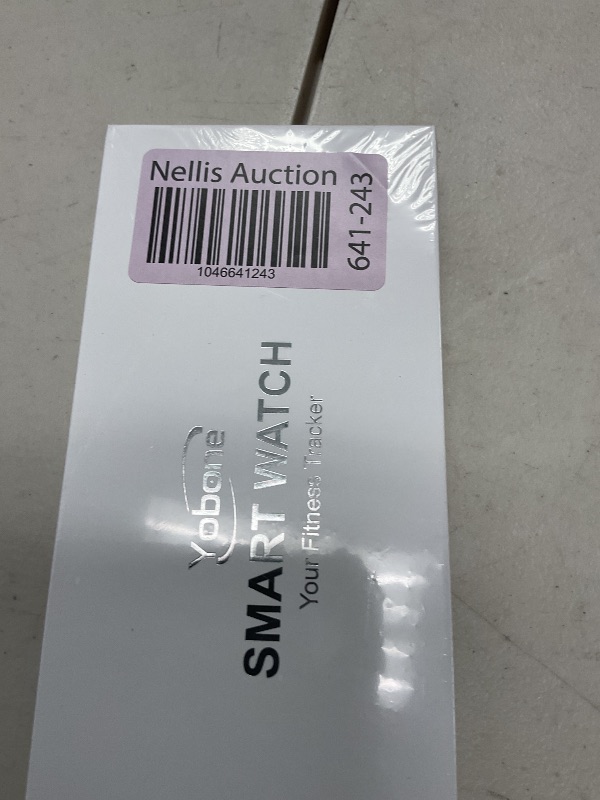 Nellis Auction
641-243
1046641243
Yobone
SMART WATCH
Your Fitness Tracker